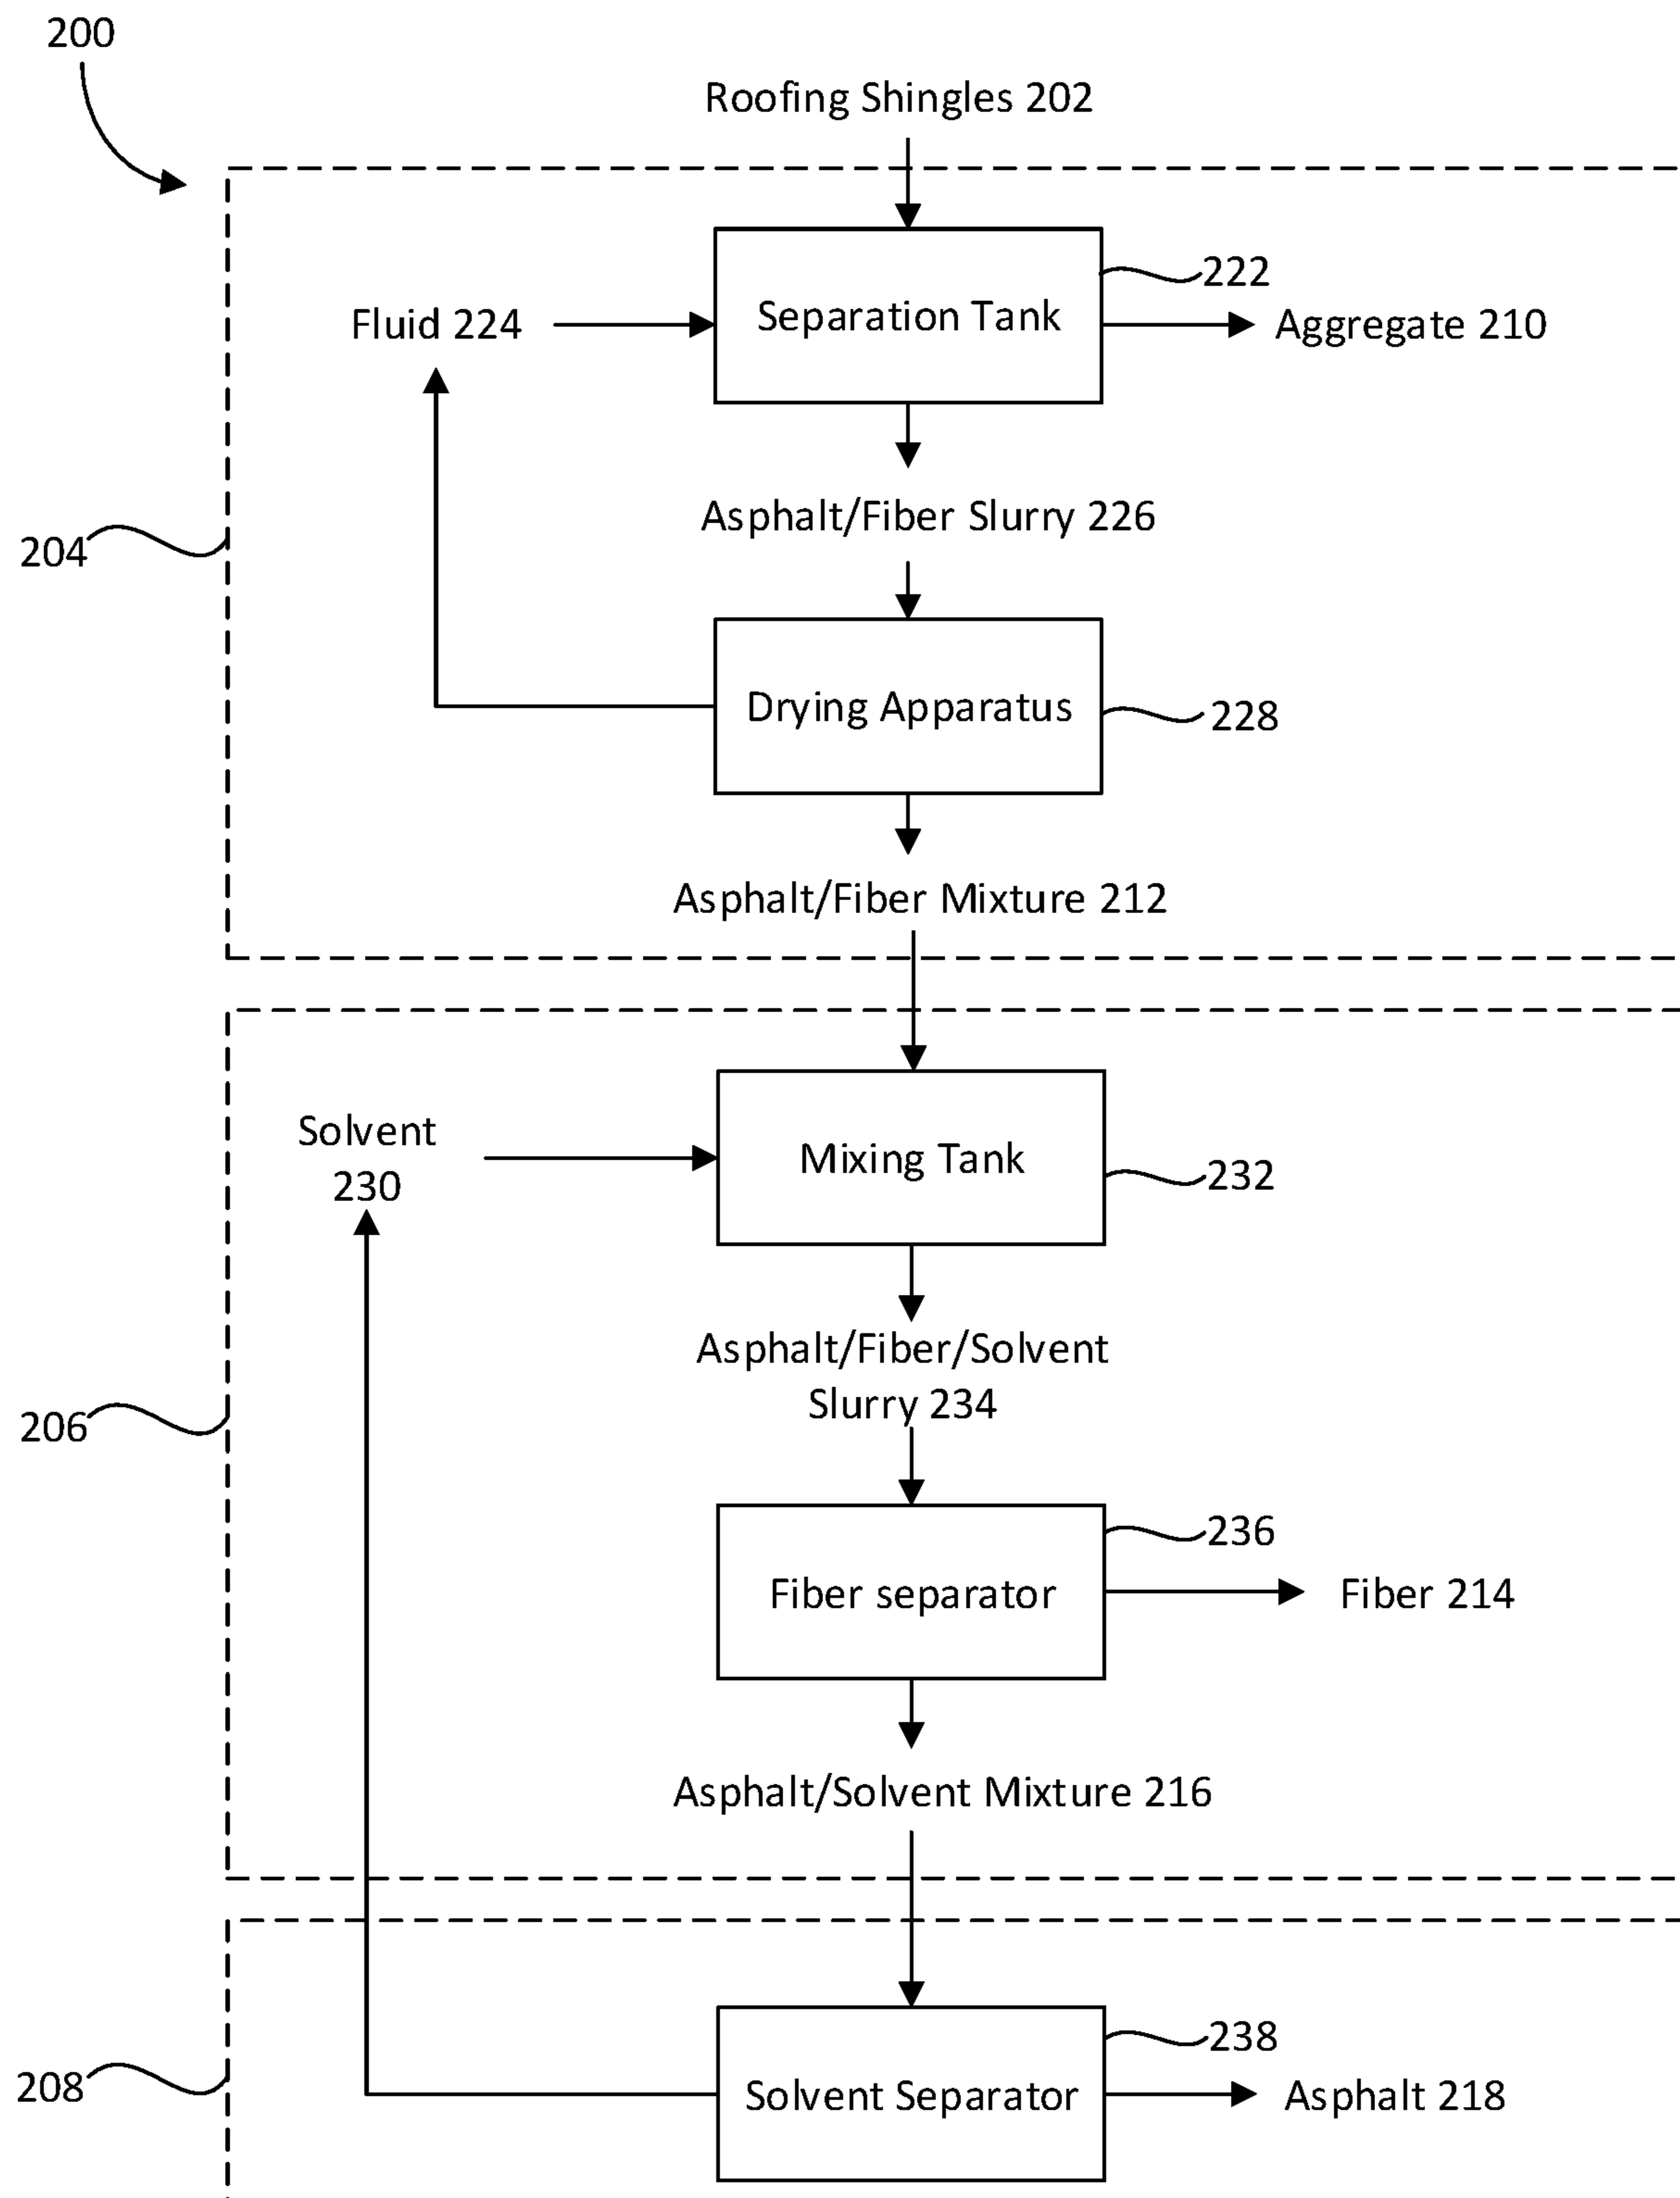 200
Roofing Shingles 202
222
Separation Tank
Fluid 224
Aggregate 210
Asphalt/Fiber Slurry 226
204
Drying Apparatus
228
Asphalt/Fiber Mixture 212
Solvent
230
Mixing Tank
232
Asphalt/Fiber/Solvent
Slurry 234
206
236
Fiber separator
Fiber 214
Asphalt/Solvent Mixture 216
238
208
Solvent Separator
Asphalt 218